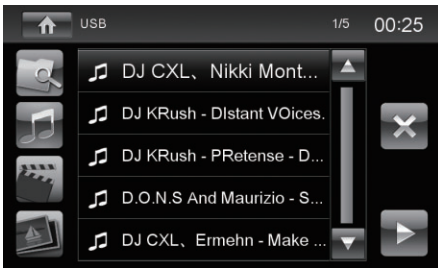 USB 1/5 00:25
DJ CXL、Nikki Mont...
DJ KRush - DIstant VOices.
DJ KRush - PRetense - D...
D.O.N.S And Maurizio - S...
DJ CXL、Ermehn - Make ...